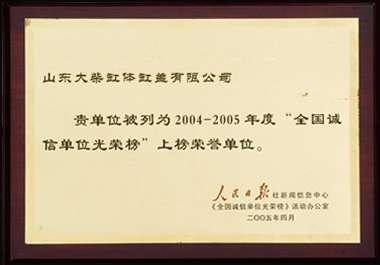 山东大柴缸体缸盖有限公司
贵单位被列为2004-2005年度“全国诚
信单位光荣榜”上榜荣誉单位。
人民日报社新闻信息中心
《全国诚信单位光荣榜》活动办公室
二〇〇五年四月